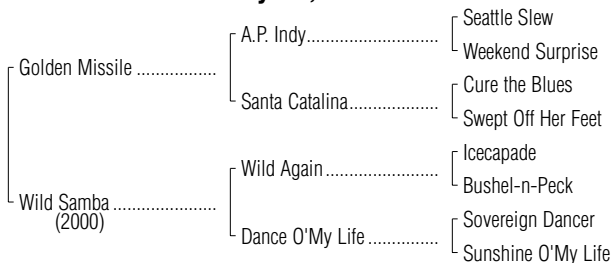 Seattle Slew
A.P. Indy
Weekend Surprise
Golden Missile
Cure the Blues
Santa Catalina
Swept Off Her Feet
Icecapade
Wild Again
Bushel-n-Peck
Wild Samba
(2000)
Sovereign Dancer
Dance O'My Life
Sunshine O'My Life